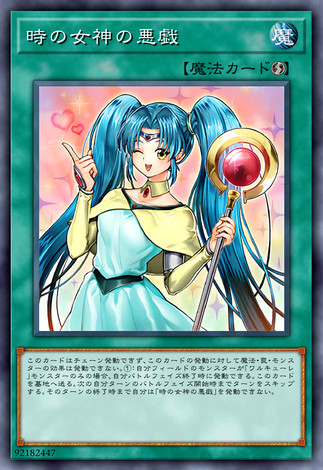 時の女神の悪戯
魔
【魔法カード】
このカードはチェーン発動できず、このカードの発動に対して魔法・罠・モンス
ターの効果は発動できない。①：自分フィールドのモンスターが「ワルキューレ」
モンスターのみの場合、自分バトルフェイズ終了時に発動できる。このカード
を墓地へ送る。次の自分ターンのバトルフェイズ開始時までターンをスキップ
する。そのターンの終了時まで自分は「時の女神の悪戯」を発動できない。
92182447